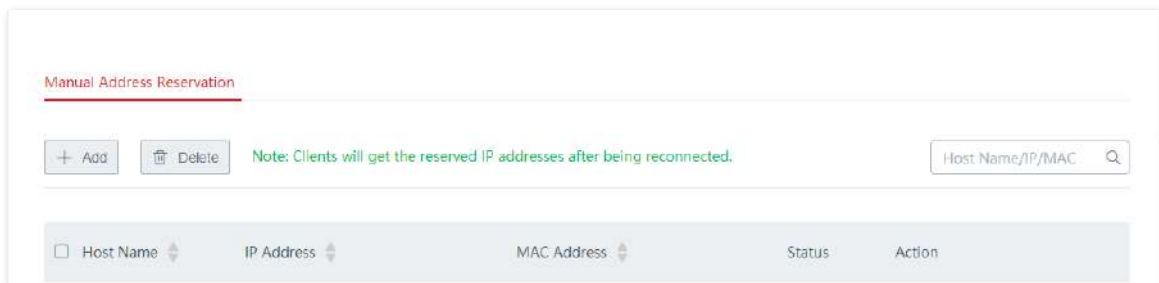 Manual Address Reservation
+ Add Delete Note: Clients will get the reserved IP addresses after being reconnected. Host Name/IP/MAC
Host Name IP Address MAC Address Status Action